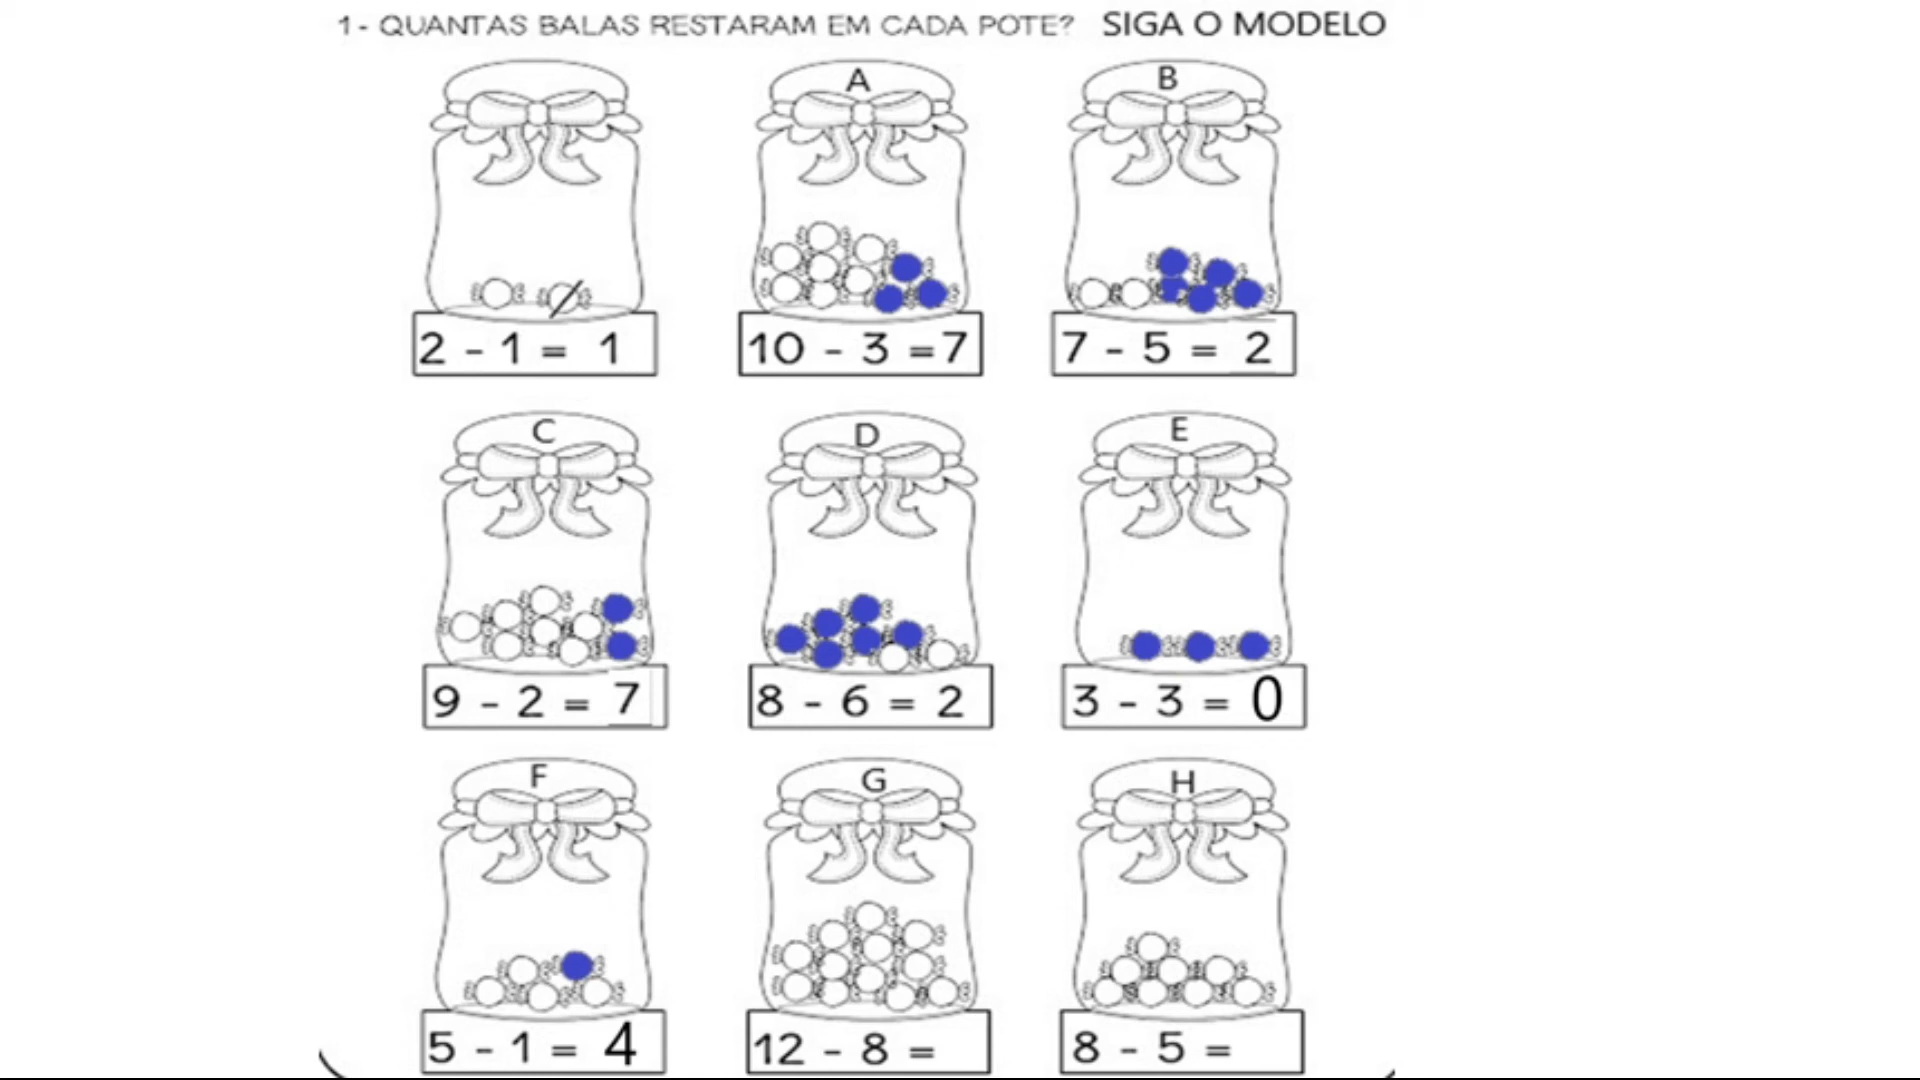 1 - QUANTAS BALAS RESTARAM EM CADA POTE? SIGA O MODELO
A
B
2 - 1 = 1
10 - 3 =7
7 - 5 = 2
C
D
E
9 - 2 = 7
8 - 6 = 2
3 - 3 = 0
F
G
H
5 - 1 = 4
12 - 8 =
8 - 5 =